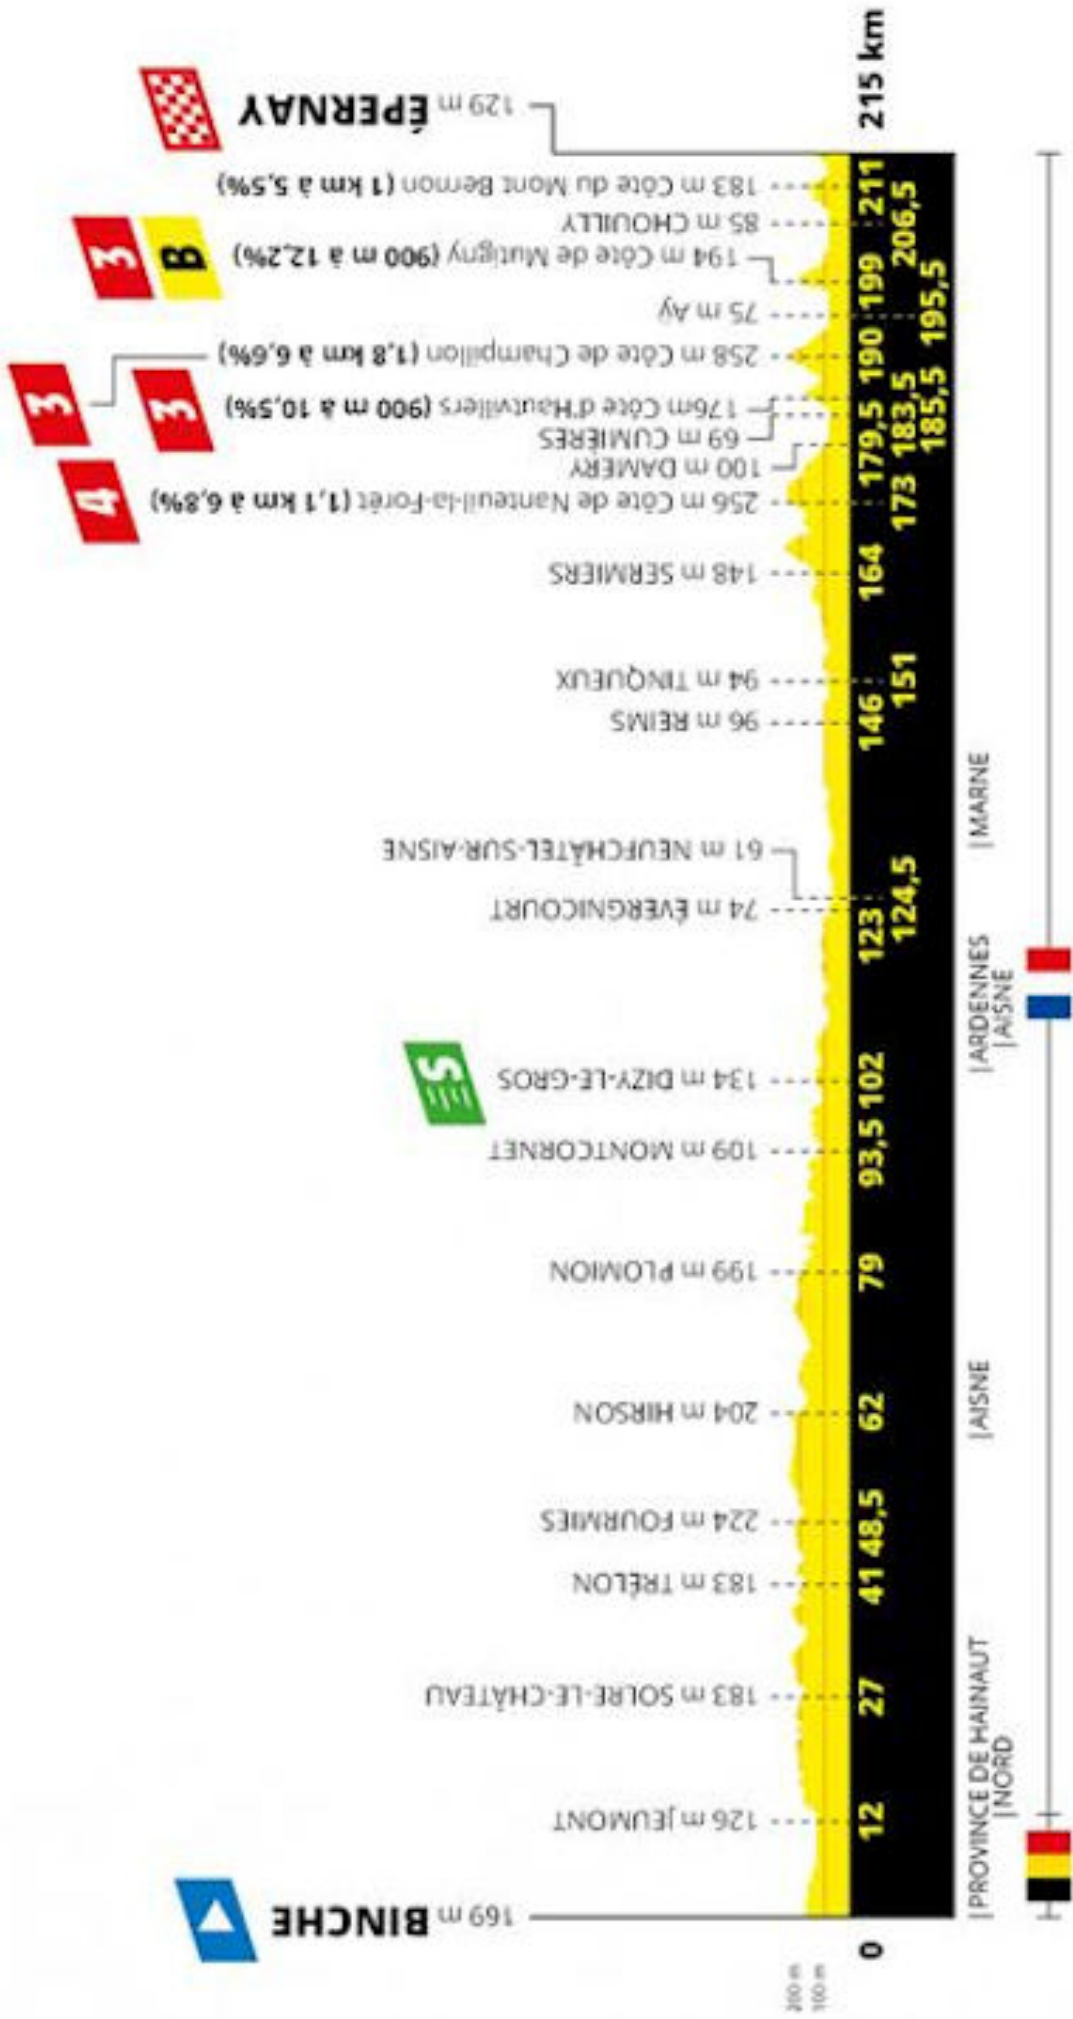 BINCHE 169 m
126 m JEUMONT
183 m SOLRE-LE-CHÂTEAU
183 m TRÉLON
224 m FOURMIES
204 m HIRSON
199 m PLOMION
109 m MONTCORNET
S
134 m DIZY-LE-GROS
74 m ÉVERGNICOURT
61 m NEUFCHÂTEL-SUR-AISNE
96 m REIMS
94 m TINQUEUX
148 m SERMIERS
4
256 m Côte de Nanteuil-la-Forêt (1,1 km à 6,8%)
100 m DAMERY
69 m CUMIÈRES
3
176m Côte d'Hautvillers (900 m à 10,5%)
3
258 m Côte de Champillon (1,8 km à 6,6%)
75 m Aÿ
3
B
194 m Côte de Mutigny (900 m à 12,2%)
85 m CHOUILLY
183 m Côte du Mont Bernon (1 km à 5,5%)
ÉPERNAY 129 m
200 m
100 m
0 12 27 41 48,5 62 79 93,5 102 123 146 164 179,5 190 199 211 215 km
124,5 151 173 183,5 206,5
185,5 195,5
|PROVINCE DE HAINAUT |AISNE |ARDENNES |MARNE
|NORD |AISNE